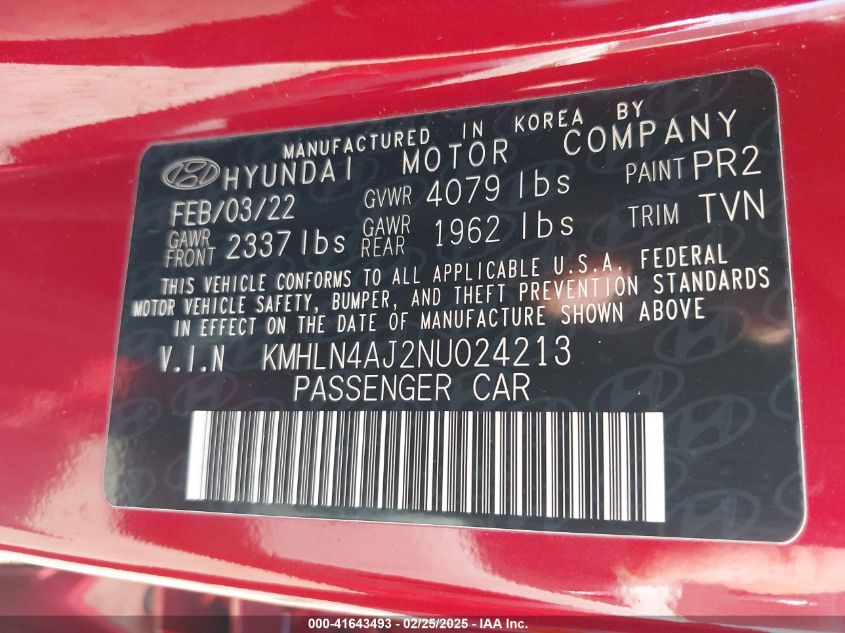 MANUFACTURED IN KOREA BY
HYUNDAI MOTOR COMPANY
FEB/03/22 GVWR 4079 lbs PAINT PR2
GAWR FRONT 2337 lbs GAWR REAR 1962 lbs TRIM TVN
THIS VEHICLE CONFORMS TO ALL APPLICABLE U.S.A. FEDERAL
MOTOR VEHICLE SAFETY, BUMPER, AND THEFT PREVENTION STANDARDS
IN EFFECT ON THE DATE OF MANUFACTURE SHOWN ABOVE
V.I.N KMHLN4AJ2NU024213
PASSENGER CAR
000-41643493 - 02/25/2025 - IAA Inc.